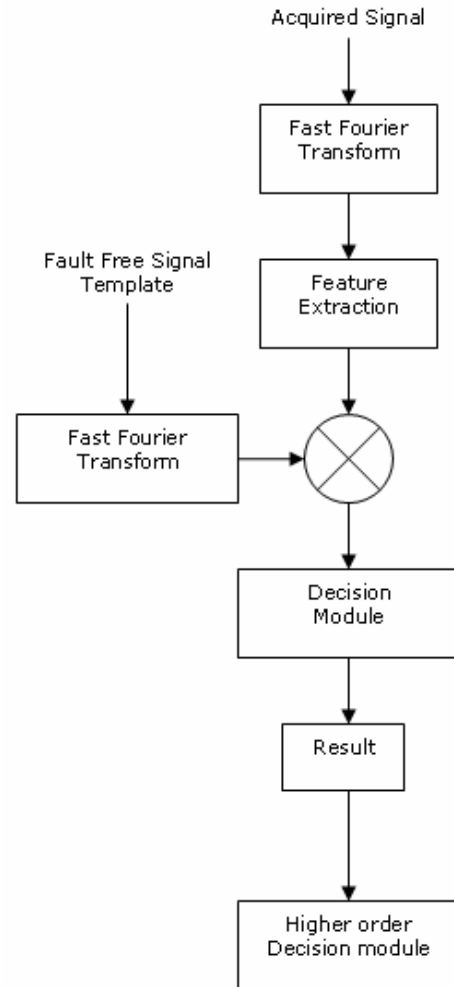 Acquired Signal
Fast Fourier
Transform
Fault Free Signal
Template
Feature
Extraction
Fast Fourier
Transform
Decision
Module
Result
Higher order
Decision module